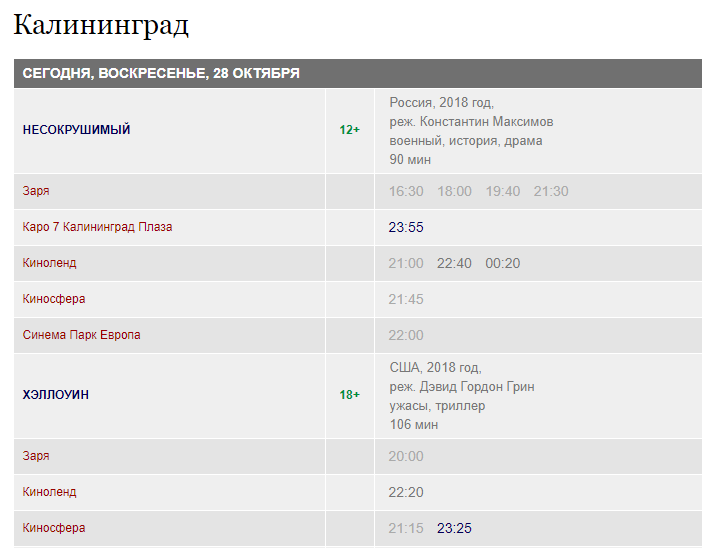 Калининград
СЕГОДНЯ, ВОСКРЕСЕНЬЕ, 28 ОКТЯБРЯ
НЕСОКРУШИМЫЙ
12+
Россия, 2018 год,
реж. Константин Максимов
военный, история, драма
90 мин
Заря 16:30 18:00 19:40 21:30
Каро 7 Калининград Плаза 23:55
Киноленд 21:00 22:40 00:20
Киносфера 21:45
Синема Парк Европа 22:00
ХЭЛЛОУИН
18+
США, 2018 год,
реж. Дэвид Гордон Грин
ужасы, триллер
106 мин
Заря 20:00
Киноленд 22:20
Киносфера 21:15 23:25